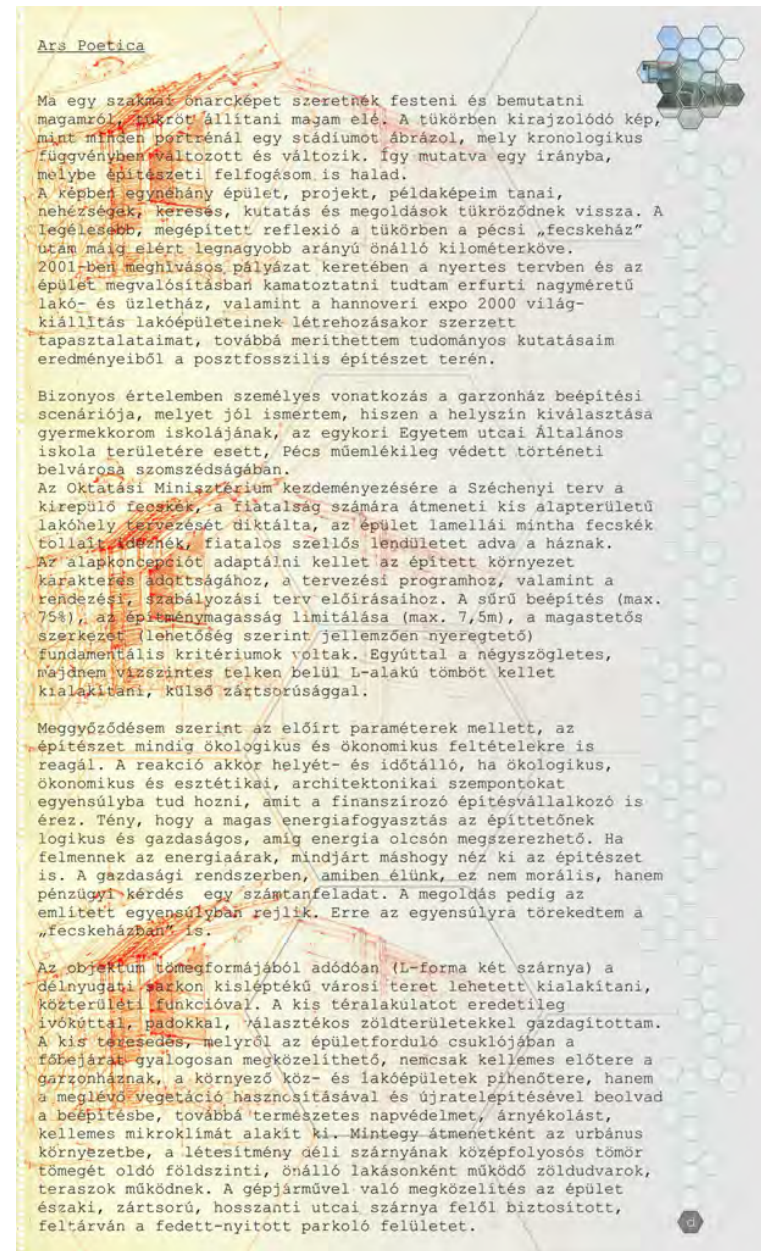 Ars Poetica
Ma egy szakmai önarcképet szeretnék festeni és bemutatni
magamról, tükröt állítani magam elé. A tükörben kirajzolódó kép,
mint minden portrénál egy stádiumot ábrázol, mely kronologikus
függvényben változott és változik. Így mutatva egy irányba,
melybe építészeti felfogásom is halad.
A képben egynéhány épület, projekt, példaképeim tanai,
nehézségek, keresés, kutatás és megoldások tükröződnek vissza. A
legélesebb, megépített reflexió a tükörben a pécsi „fecskeház"
utam máig elért legnagyobb arányú önálló kilométerköve.
2001-ben meghívásos pályázat keretében a nyertes tervben és az
épület megvalósításban kamatoztatni tudtam erfurti nagyméretű
lakó- és üzletház, valamint a hannoveri expo 2000 világ-
kiállítás lakóépületeinek létrehozásakor szerzett
tapasztalataimat, továbbá meríthettem tudományos kutatásaim
eredményeiből a posztfosszilis építészet terén.
Bizonyos értelemben személyes vonatkozás a garzonház beépítési
scenáriója, melyet jól ismertem, hiszen a helyszín kiválasztása
gyermekkorom iskolájának, az egykori Egyetem utcai Általános
iskola területére esett, Pécs műemlékileg védett történeti
belvárosa szomszédságában.
Az Oktatási Minisztérium kezdeményezésére a Széchenyi terv a
kirepülő fecskék, a fiatalság számára átmeneti kis alapterületű
lakóhely tervezését diktálta, az épület lamellái mintha fecskék
tollait idéznék, fiatalos szellős lendületet adva a háznak.
Az alapkoncepciót adaptálni kellet az épített környezet
karakteres adottságához, a tervezési programhoz, valamint a
rendezési, szabályozási terv előírásaihoz. A sűrű beépítés (max.
75%), az építménymagasság limitálása (max. 7,5m), a magastetős
szerkezet (lehetőség szerint jellemzően nyeregtető)
fundamentális kritériumok voltak. Egyúttal a négyszögletes,
majdnem vízszintes telken belül L-alakú tömböt kellet
kialakítani, külső zártsorúsággal.
Meggyőződésem szerint az előírt paraméterek mellett, az
építészet mindig ökologikus és ökonomikus feltételekre is
reagál. A reakció akkor helyét- és időtálló, ha ökologikus,
ökonomikus és esztétikai, architektonikai szempontokat
egyensúlyba tud hozni, amit a finanszírozó építésvállalkozó is
érez. Tény, hogy a magas energiafogyasztás az építtetőnek
logikus és gazdaságos, amíg energia olcsón megszerezhető. Ha
felmennek az energiaárak, mindjárt máshogy néz ki az építészet
is. A gazdasági rendszerben, amiben élünk, ez nem morális, hanem
pénzügyi kérdés egy számtanfeladat. A megoldás pedig az
említett egyensúlyban rejlik. Erre az egyensúlyra törekedtem a
„fecskeházban" is.
Az objektum tömegformájából adódóan (L-forma két szárnya) a
délnyugati sarkon kisléptékű városi teret lehetett kialakítani,
közterületi funkcióval. A kis téralakulatot eredetileg
ivókúttal, padokkal, választékos zöldterületekkel gazdagítottam.
A kis teresedés, melyről az épületforduló csuklójában a
főbejárat gyalogosan megközelíthető, nemcsak kellemes előtere a
garzonháznak, a környező köz- és lakóépületek pihenőtere, hanem
a meglévő vegetáció hasznosításával és újratelepítésével beolvad
a beépítésbe, továbbá természetes napvédelmet, árnyékolást,
kellemes mikroklímát alakít ki. Mintegy átmenetként az urbánus
környezetbe, a létesítmény déli szárnyának középfolyosós tömör
tömegét oldó földszinti, önálló lakásonként működő zöldudvarok,
teraszok működnek. A gépjárművel való megközelítés az épület
északi, zártsorú, hosszanti utcai szárnya felől biztosított,
feltárván a fedett-nyitott parkoló felületet.
d